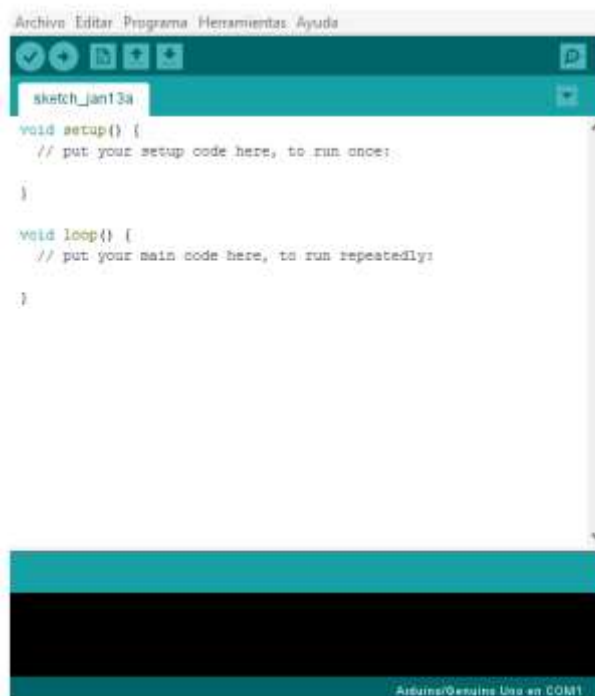 Archivo Editar Programa Herramientas Ayuda
sketch_jan13a
void setup() {
// put your setup code here, to run once:
}
void loop() {
// put your main code here, to run repeatedly:
}
Arduino/Genuino Uno en COM1